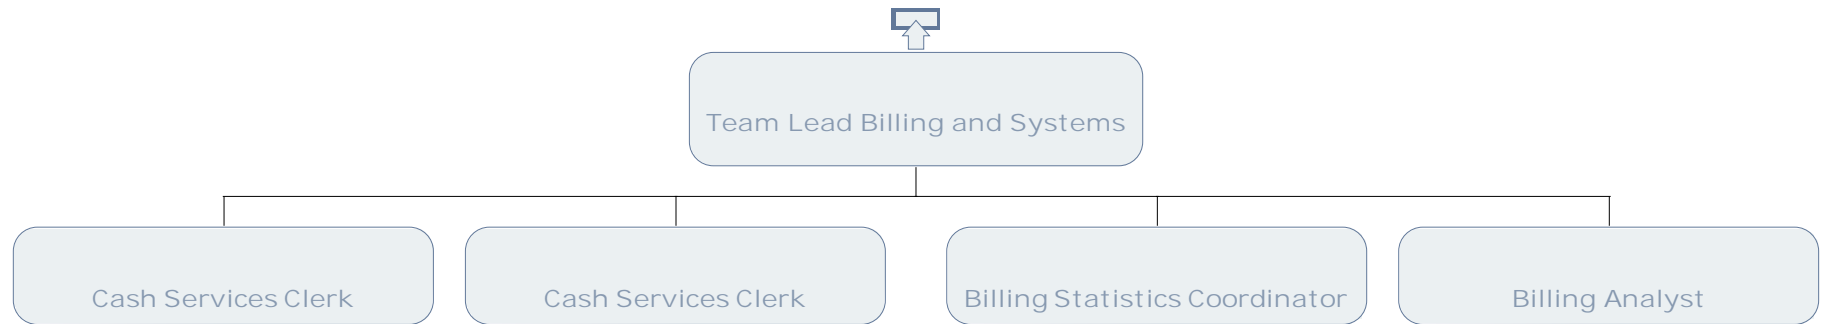 Team Lead Billing and Systems
Cash Services Clerk
Cash Services Clerk
Billing Statistics Coordinator
Billing Analyst